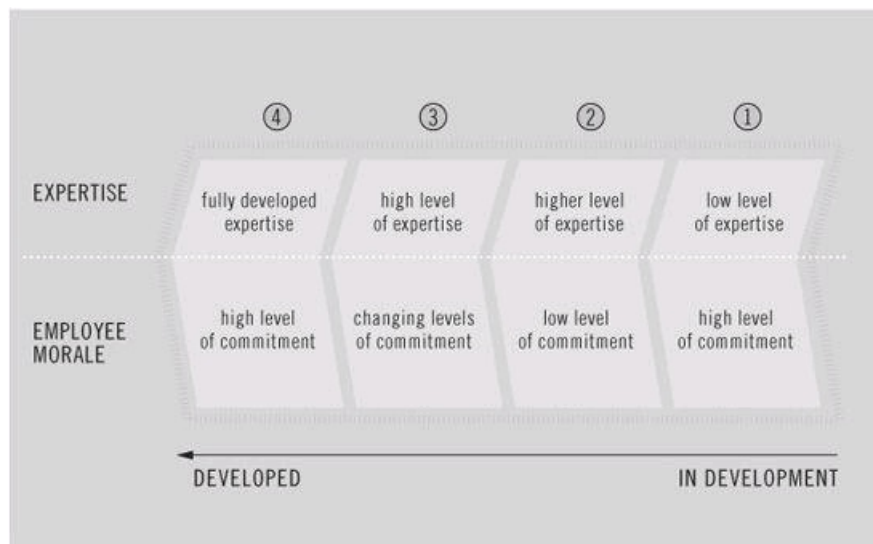 ④ ③ ② ①
EXPERTISE
fully developed
expertise
high level
of expertise
higher level
of expertise
low level
of expertise
EMPLOYEE
MORALE
high level
of commitment
changing levels
of commitment
low level
of commitment
high level
of commitment
DEVELOPED
IN DEVELOPMENT